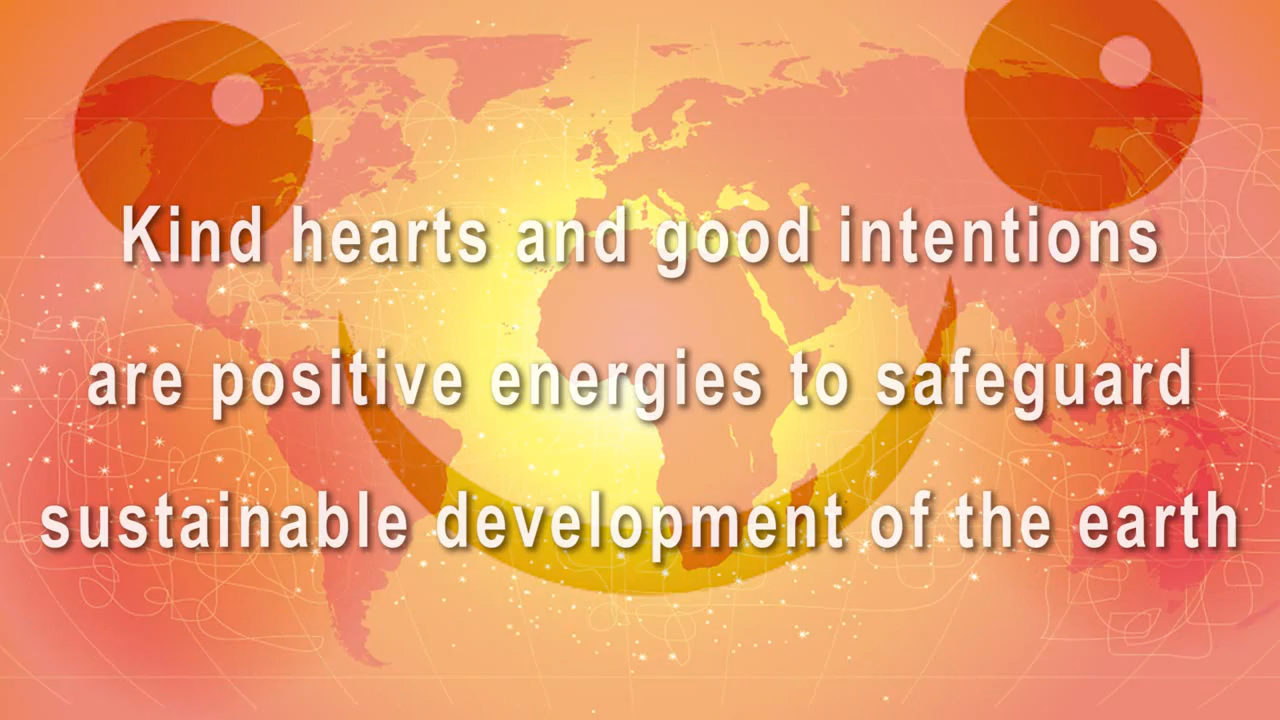 Kind hearts and good intentions
are positive energies to safeguard
sustainable development of the earth